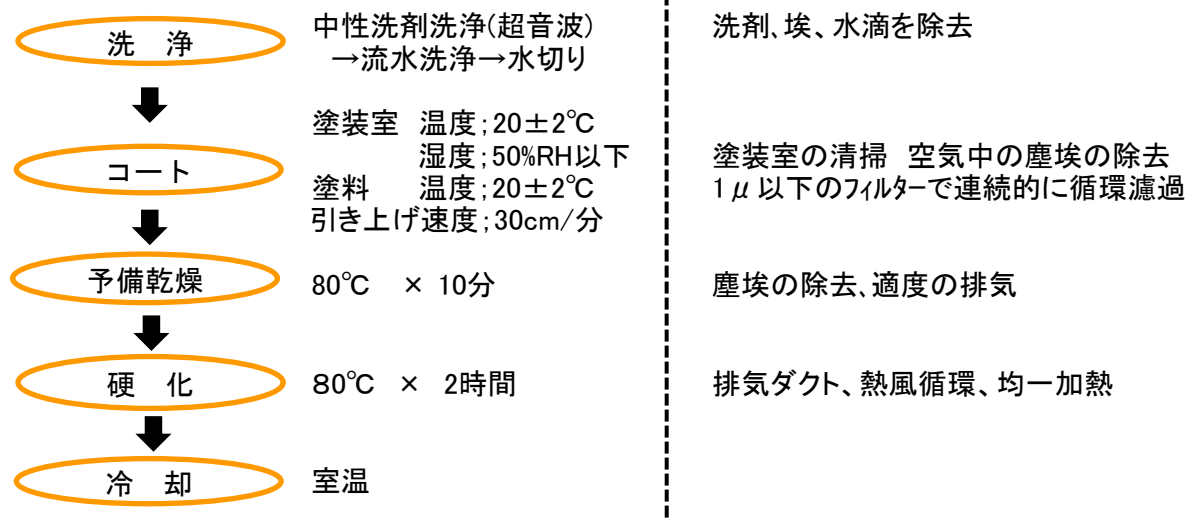 洗 浄
中性洗剤洗浄(超音波)
→流水洗浄→水切り
洗剤、埃、水滴を除去
コート
塗装室 温度;20±2℃
湿度;50%RH以下
塗料 温度;20±2℃
引き上げ速度;30cm/分
塗装室の清掃 空気中の塵埃の除去
1μ以下のフィルターで連続的に循環濾過
予備乾燥
80℃ × 10分
塵埃の除去、適度の排気
硬 化
80℃ × 2時間
排気ダクト、熱風循環、均一加熱
冷 却
室温